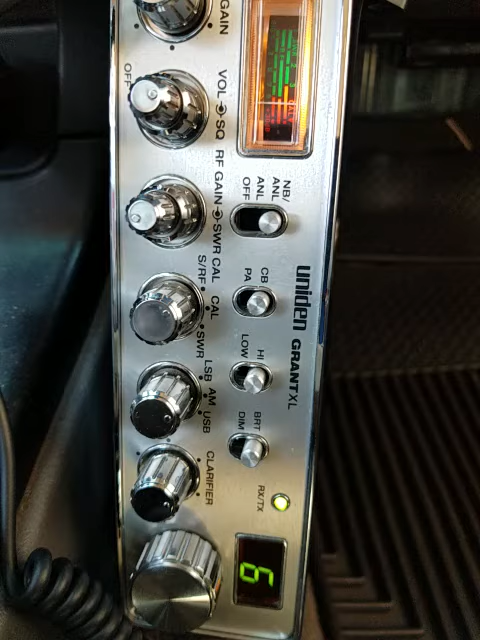 GAIN
OFF
VOL
SQ
RF GAIN
SWR CAL
S/RF
CAL
SWR
LSB
AM
USB
CLARIFIER
NB/
ANL
ANL
OFF
CB
PA
HI
LOW
BRT
DIM
RX/TX
uniden GRANT XL